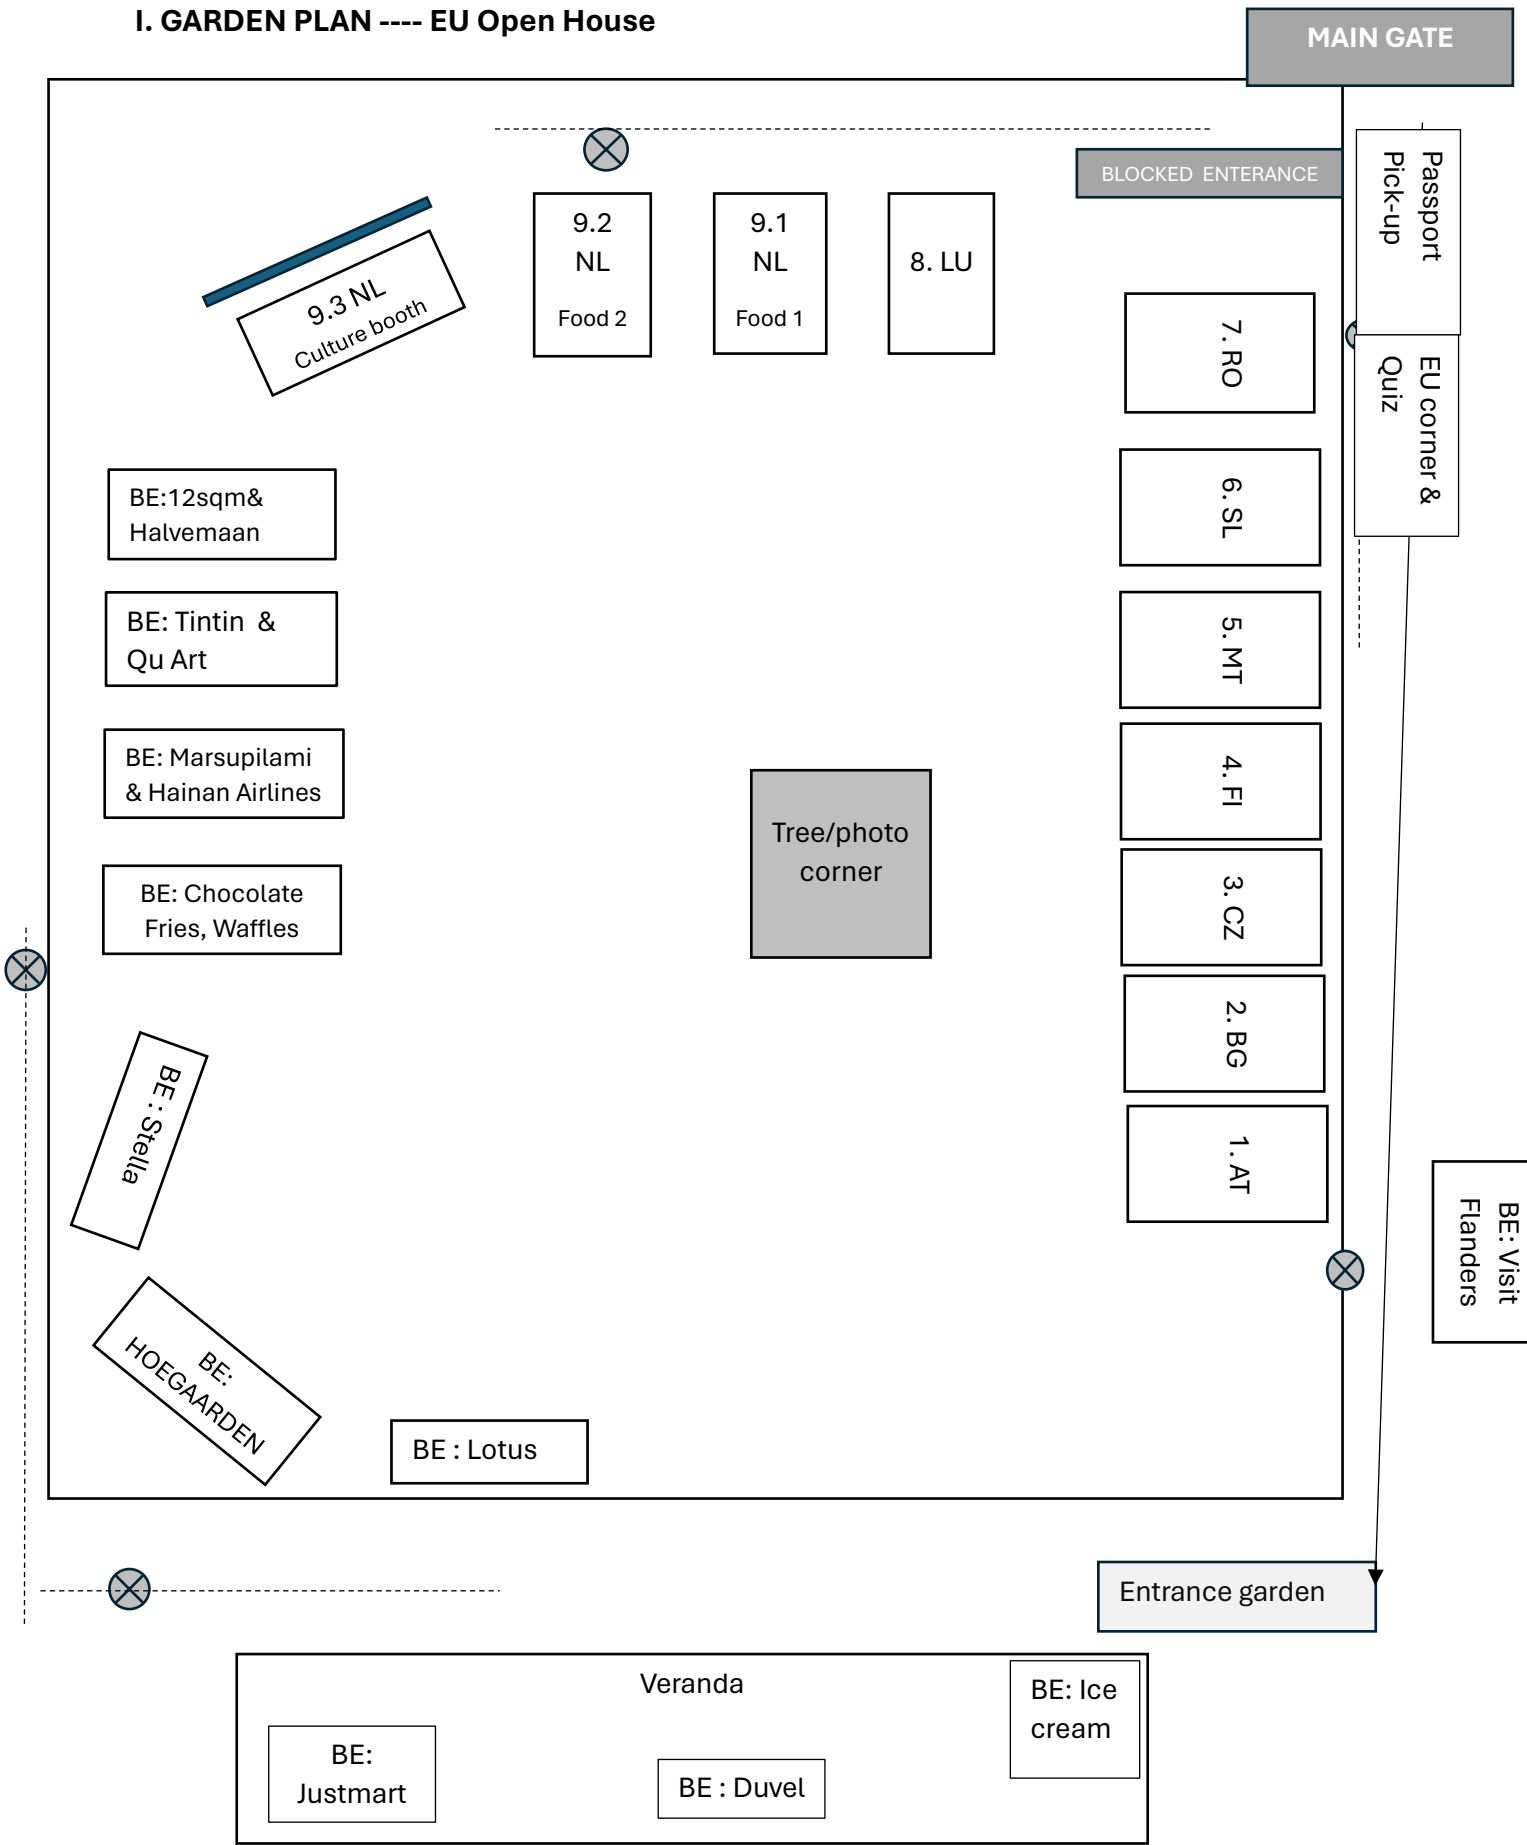 I. GARDEN PLAN ---- EU Open House
MAIN GATE
BLOCKED ENTERANCE
Passport
Pick-up
EU corner &
Quiz
9.3 NL
Culture booth
9.2
NL
Food 2
9.1
NL
Food 1
8. LU
7. RO
6. SL
5. MT
4. FI
3. CZ
2. BG
1. AT
BE:12sqm&
Halvemaan
BE: Tintin &
Qu Art
BE: Marsupilami
& Hainan Airlines
BE: Chocolate
Fries, Waffles
Tree/photo
corner
BE : Stella
BE:
HOEGAARDEN
BE : Lotus
BE: Visit
Flanders
Entrance garden
Veranda
BE: Ice
cream
BE:
Justmart
BE : Duvel